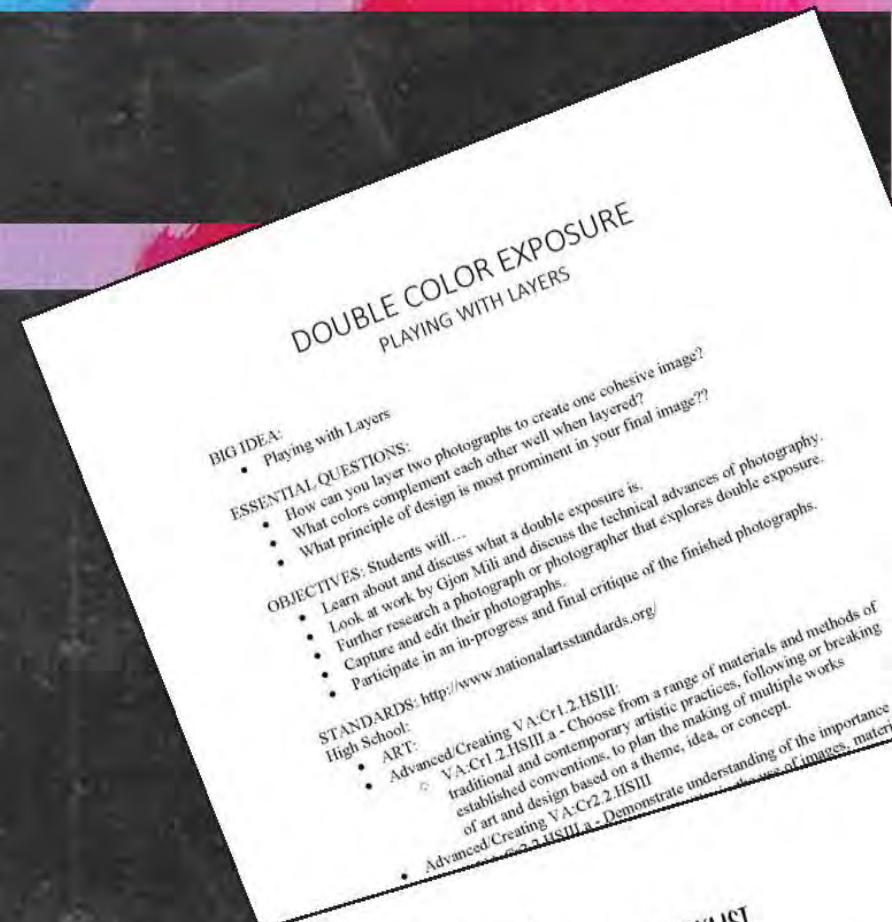 DOUBLE COLOR EXPOSURE
PLAYING WITH LAYERS
BIG IDEA:
• Playing with Layers
ESSENTIAL QUESTIONS:
• How can you layer two photographs to create one cohesive image?
• What colors complement each other well when layered?
• What principle of design is most prominent in your final image??
OBJECTIVES: Students will…
• Learn about and discuss what a double exposure is.
• Look at work by Gjon Mili and discuss the technical advances of photography.
• Further research a photograph or photographer that explores double exposure.
• Capture and edit their photographs.
• Participate in an in-progress and final critique of the finished photographs.
STANDARDS: http://www.nationalartsstandards.org/
High School:
• ART:
• Advanced/Creating VA:Cr1.2.HSIII:
VA:Cr1.2.HSIII.a - Choose from a range of materials and methods of
traditional and contemporary artistic practices, following or breaking
established conventions, to plan the making of multiple works
of art and design based on a theme, idea, or concept.
• Advanced/Creating VA:Cr2.2.HSIII
- Demonstrate understanding of the importance
use of images,